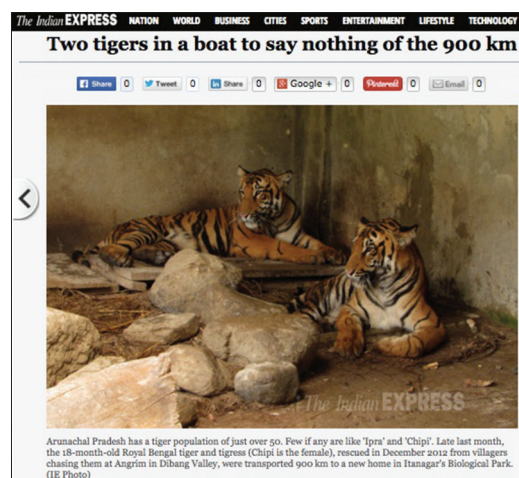 The Indian EXPRESS NATION WORLD BUSINESS CITIES SPORTS ENTERTAINMENT LIFESTYLE TECHNOLOGY
Two tigers in a boat to say nothing of the 900 km
Share 0 Tweet 0 in Share 0 Google + 0 Pinterest 0 Email 0
The Indian EXPRESS
Arunachal Pradesh has a tiger population of just over 50. Few if any are like 'Ipra' and 'Chipi'. Late last month,
the 18-month-old Royal Bengal tiger and tigress (Chipi is the female), rescued in December 2012 from villagers
chasing them at Angrim in Dibang Valley, were transported 900 km to a new home in Itanagar's Biological Park.
(IE Photo)